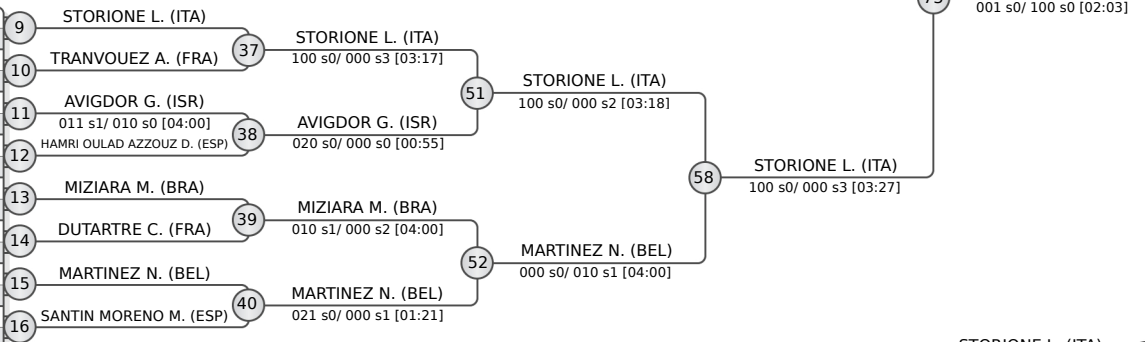 STORIONE L. (ITA)
9
TRANVOUEZ A. (FRA)
10
AVIGDOR G. (ISR)
11
011 s1/ 010 s0 [04:00]
HAMRI OULAD AZZOUZ D. (ESP)
12
MIZIARA M. (BRA)
13
DUTARTRE C. (FRA)
14
MARTINEZ N. (BEL)
15
SANTIN MORENO M. (ESP)
16
STORIONE L. (ITA)
37
100 s0/ 000 s3 [03:17]
AVIGDOR G. (ISR)
38
020 s0/ 000 s0 [00:55]
MIZIARA M. (BRA)
39
010 s1/ 000 s2 [04:00]
MARTINEZ N. (BEL)
40
021 s0/ 000 s1 [01:21]
STORIONE L. (ITA)
51
100 s0/ 000 s2 [03:18]
MARTINEZ N. (BEL)
52
000 s0/ 010 s1 [04:00]
STORIONE L. (ITA)
58
100 s0/ 000 s3 [03:27]
001 s0/ 100 s0 [02:03]
STORIONE L. (ITA)